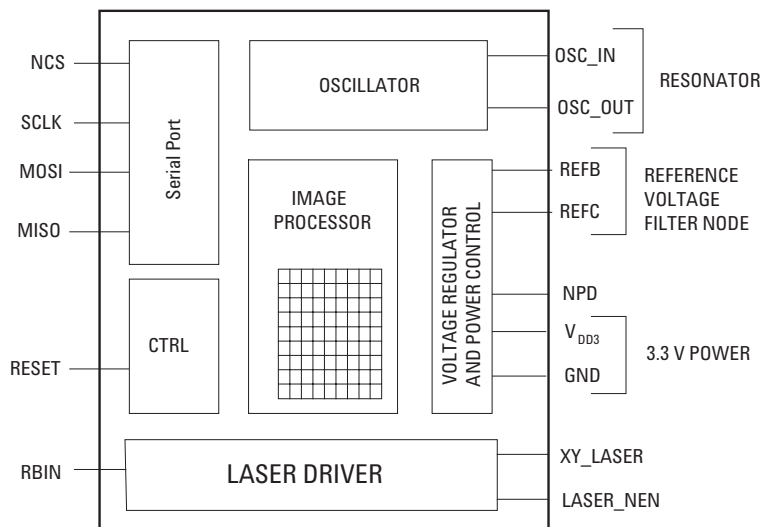 NCS
SCLK
MOSI
MISO
RESET
RBIN
Serial Port
CTRL
OSCILLATOR
IMAGE
PROCESSOR
VOLTAGE REGULATOR
AND POWER CONTROL
LASER DRIVER
OSC_IN
OSC_OUT
RESONATOR
REFB
REFC
REFERENCE
VOLTAGE
FILTER NODE
NPD
VDD3
GND
3.3 V POWER
XY_LASER
LASER_NEN